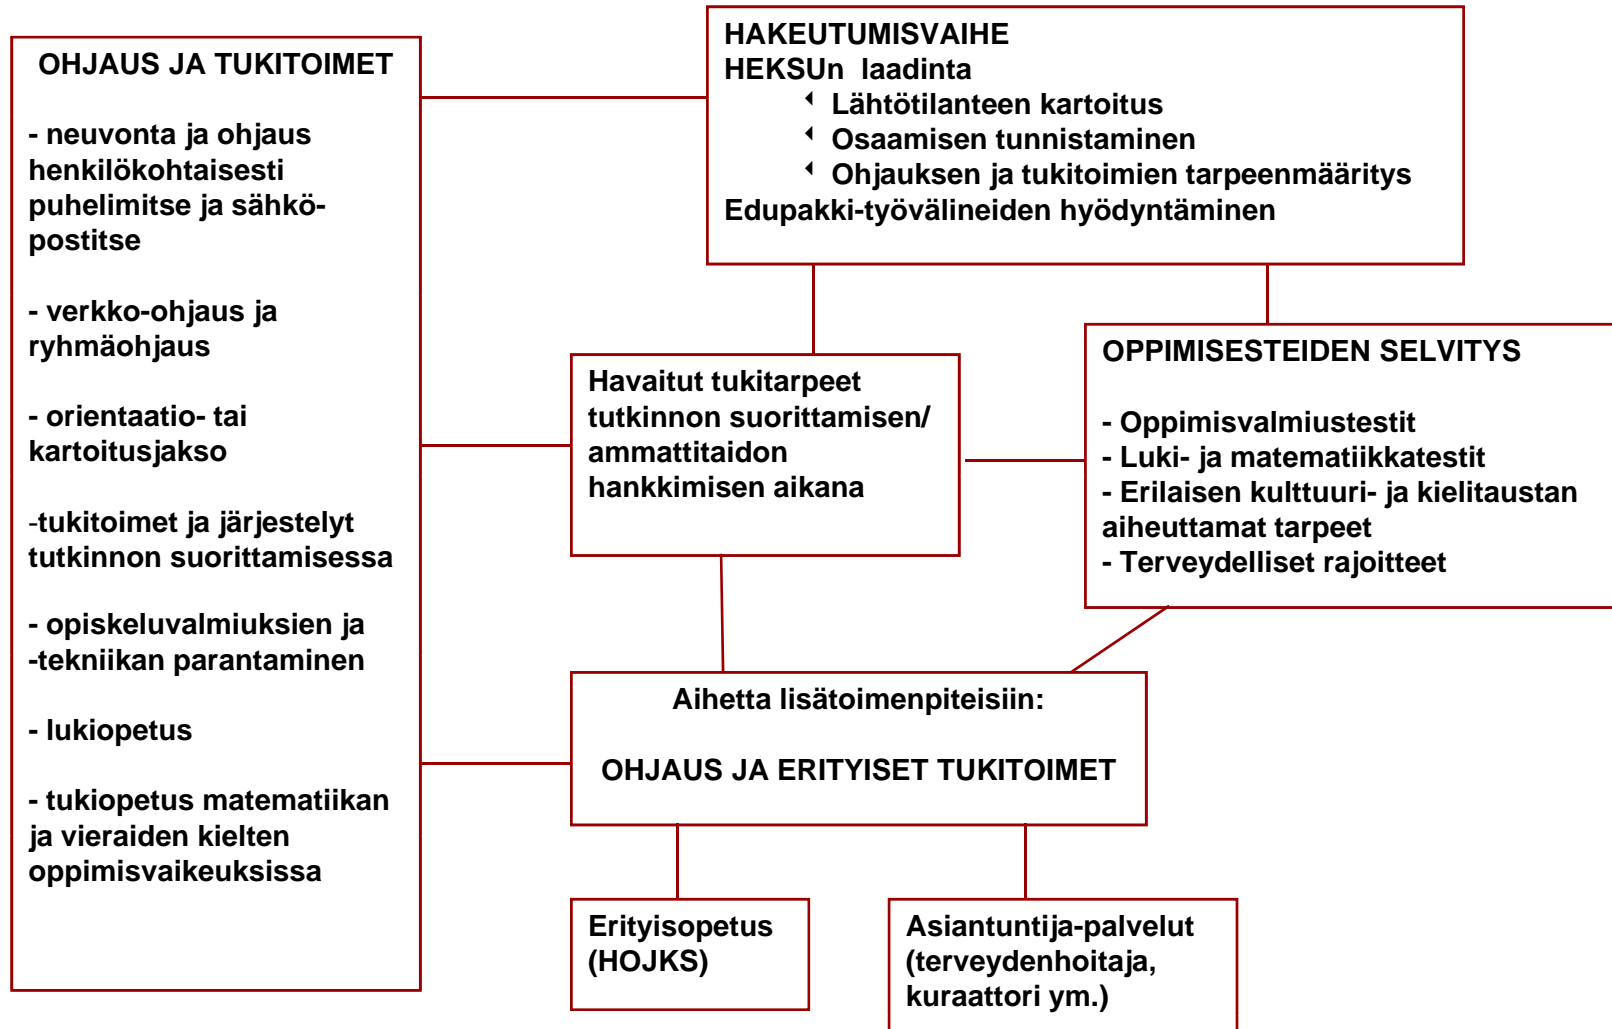 OHJAUS JA TUKITOIMET
- neuvonta ja ohjaus
henkilökohtaisesti
puhelimitse ja sähkö-
postitse
- verkko-ohjaus ja
ryhmäohjaus
- orientaatio- tai
kartoitusjakso
-tukitoimet ja järjestelyt
tutkinnon suorittamisessa
- opiskeluvalmiuksien ja
-tekniikan parantaminen
- lukiopetus
- tukiopetus matematiikan
ja vieraiden kielten
oppimisvaikeuksissa
HAKEUTUMISVAIHE
HEKSUn laadinta
Lähtötilanteen kartoitus
Osaamisen tunnistaminen
Ohjauksen ja tukitoimien tarpeenmääritys
Edupakki-työvälineiden hyödyntäminen
Havaitut tukitarpeet
tutkinnon suorittamisen/
ammattitaidon
hankkimisen aikana
OPPIMISESTEIDEN SELVITYS
- Oppimisvalmiustestit
- Luki- ja matematiikkatestit
- Erilaisen kulttuuri- ja kielitaustan
aiheuttamat tarpeet
- Terveydelliset rajoitteet
Aihetta lisätoimenpiteisiin:
OHJAUS JA ERITYISET TUKITOIMET
Erityisopetus
(HOJKS)
Asiantuntija-palvelut
(terveydenhoitaja,
kuraattori ym.)